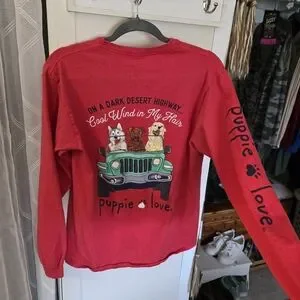 ON A DARK DESERT HIGHWAY
Cool Wind in My Hair
puppie love.
puppie love.